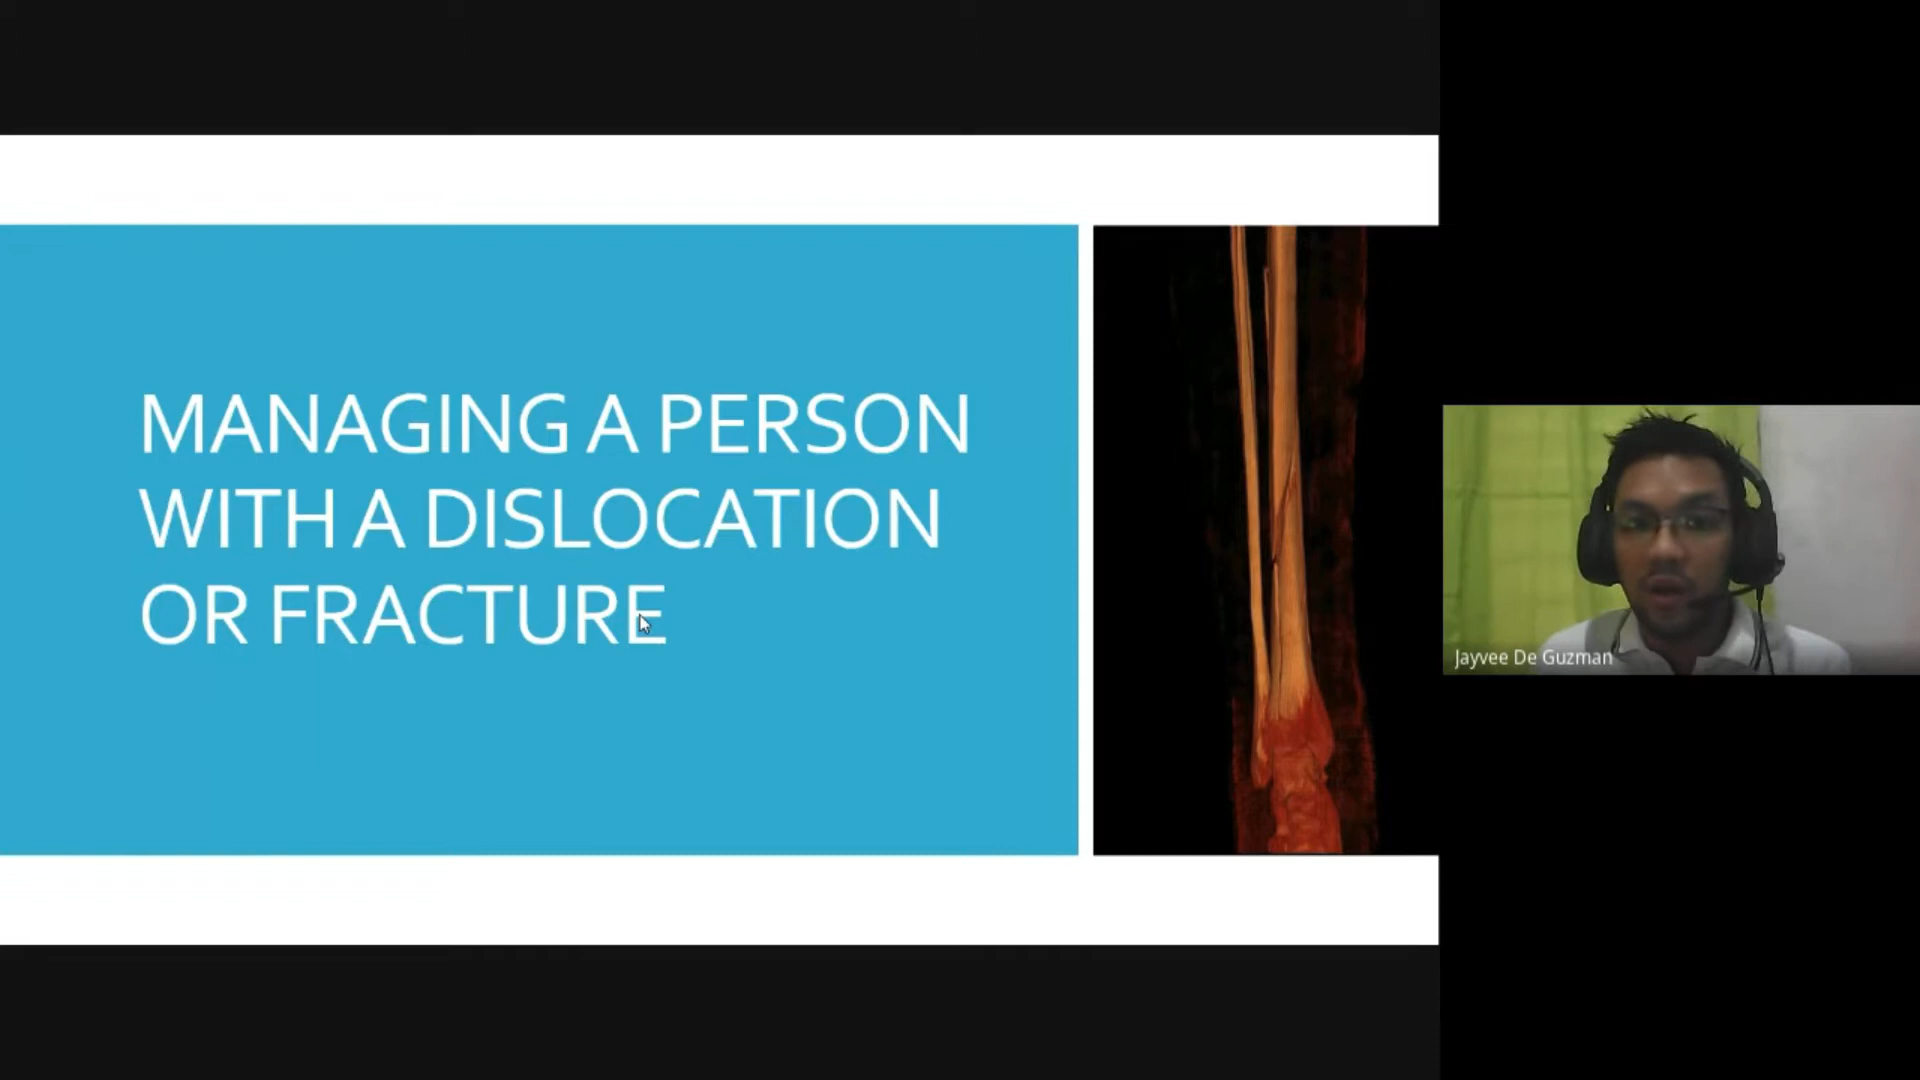 MANAGING A PERSON
WITH A DISLOCATION
OR FRACTURE
Jayvee De Guzman